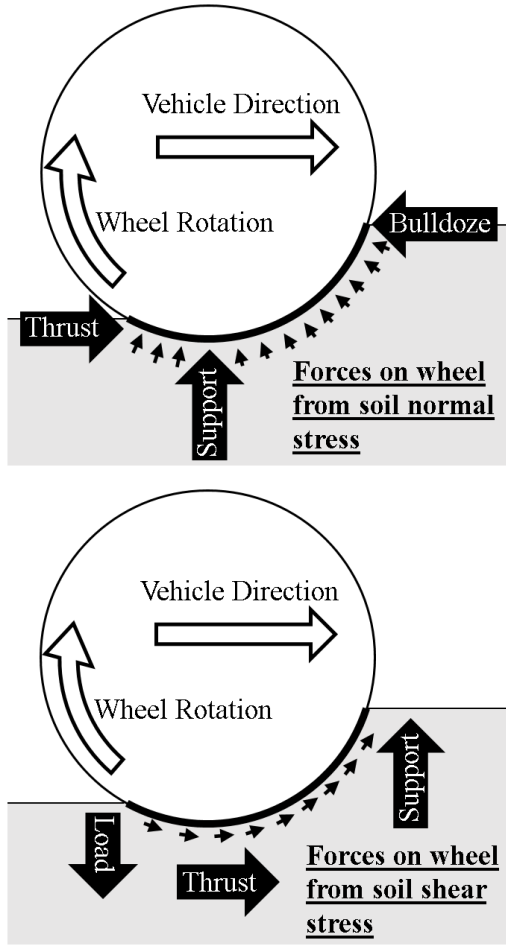 Vehicle Direction
Wheel Rotation
Bulldoze
Thrust
Support
Forces on wheel
from soil normal
stress
Vehicle Direction
Wheel Rotation
Support
Load
Thrust
Forces on wheel
from soil shear
stress